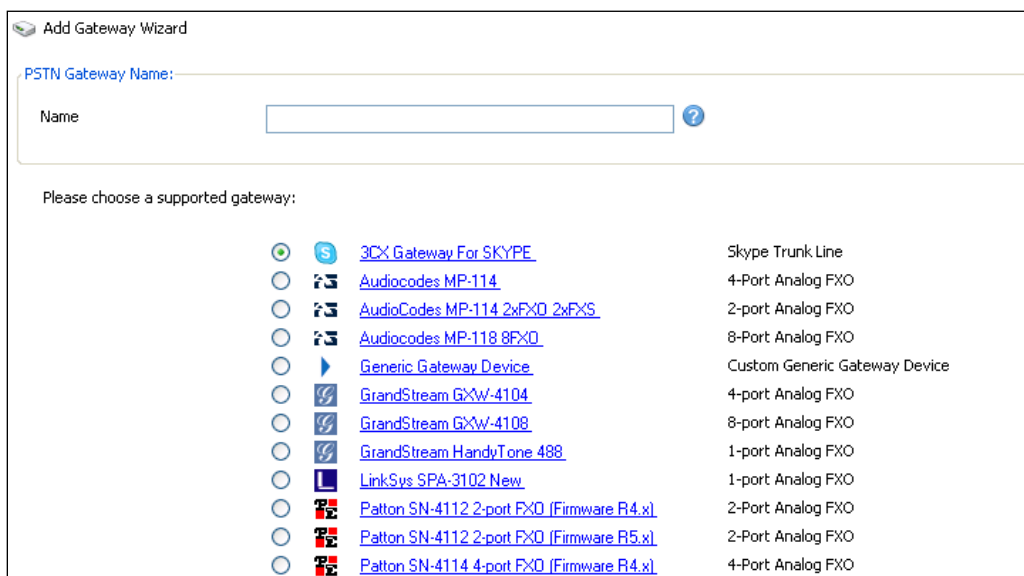 Add Gateway Wizard
PSTN Gateway Name:
Name
?
Please choose a supported gateway:
S 3CX Gateway For SKYPE Skype Trunk Line
Audiocodes MP-114 4-Port Analog FXO
AudioCodes MP-114 2xFXO 2xFXS 2-port Analog FXO
Audiocodes MP-118 8FXO 8-Port Analog FXO
Generic Gateway Device Custom Generic Gateway Device
GrandStream GXW-4104 4-port Analog FXO
GrandStream GXW-4108 8-port Analog FXO
GrandStream HandyTone 488 1-port Analog FXO
L LinkSys SPA-3102 New 1-port Analog FXO
Patton SN-4112 2-port FXO (Firmware R4.x) 2-Port Analog FXO
Patton SN-4112 2-port FXO (Firmware R5.x) 2-Port Analog FXO
Patton SN-4114 4-port FXO (Firmware R4.x) 4-Port Analog FXO